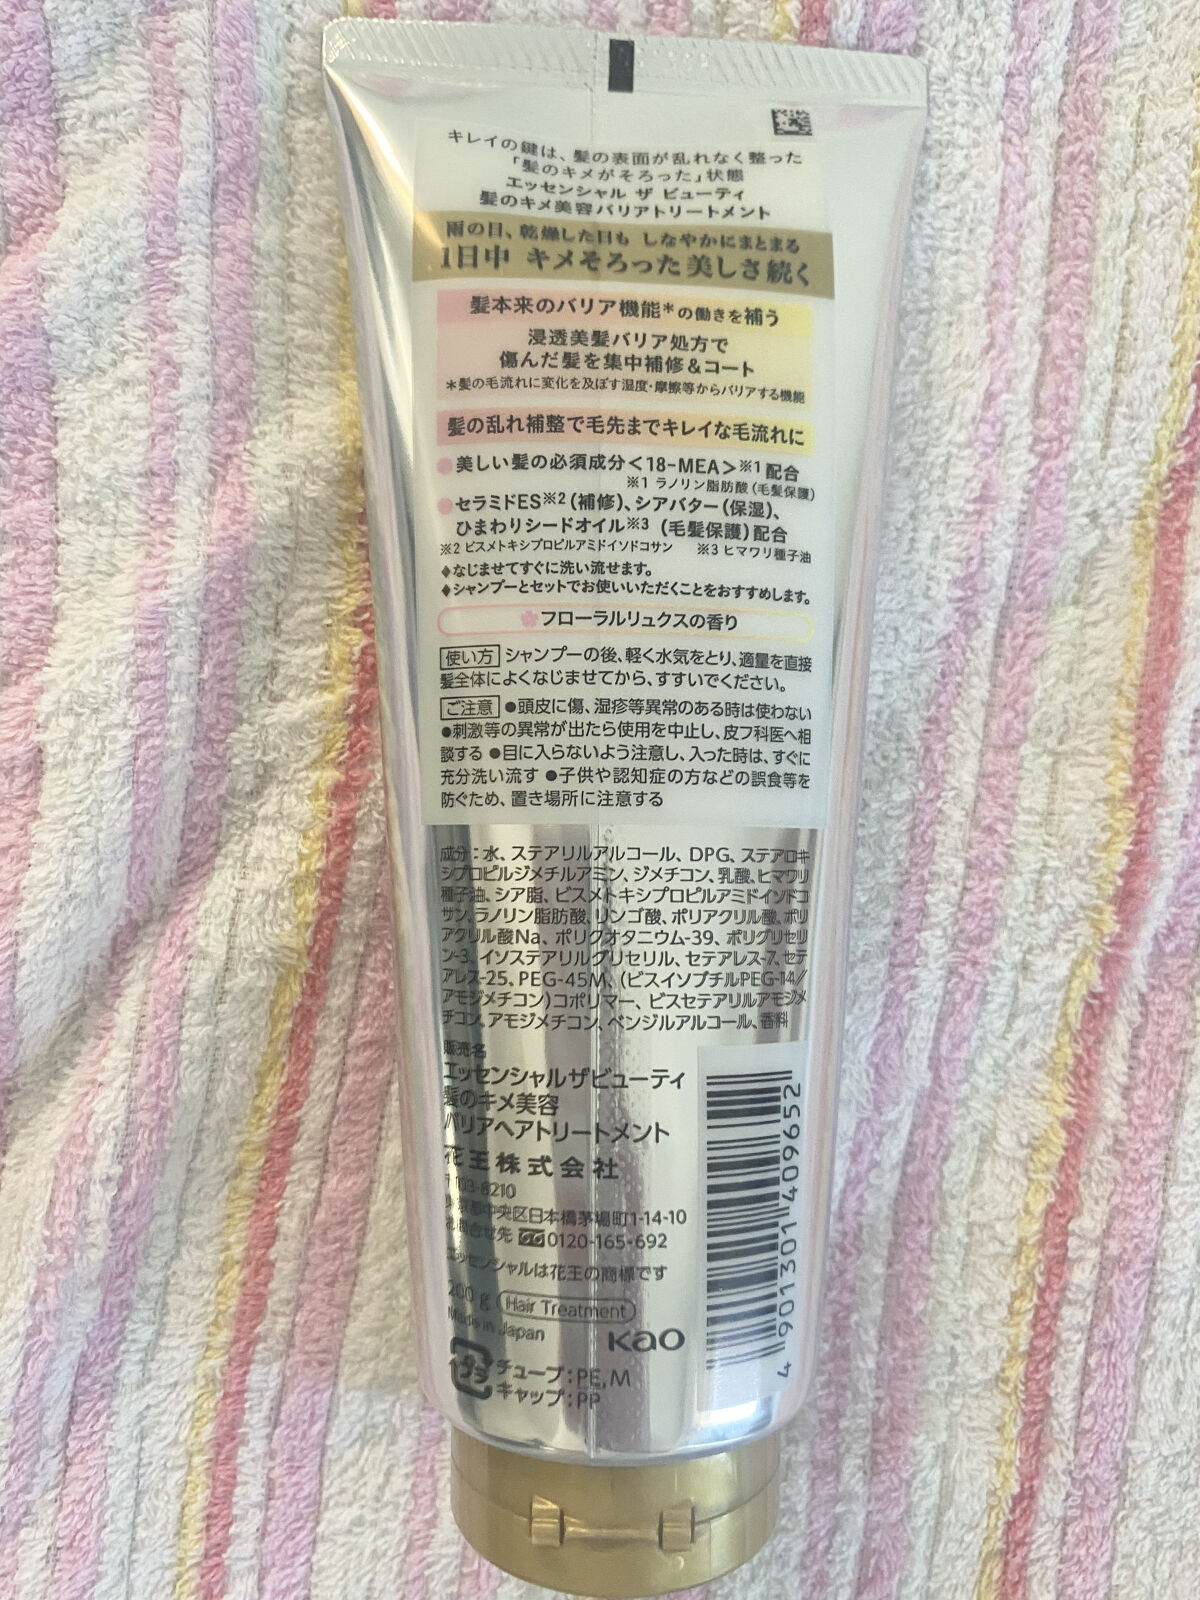 キレイの鍵は、髪の表面が乱れなく整った
「髪のキメがそろった」状態
エッセンシャル ザ ビューティ
髪のキメ美容バリアトリートメント
雨の日、乾燥した日も しなやかにまとまる
1日中 キメそろった美しさ続く
髪本来のバリア機能*の働きを補う
浸透美髪バリア処方で
傷んだ髪を集中補修&コート
*髪の毛流れに変化を及ぼす湿度・摩擦等からバリアする機能
髪の乱れ補整で毛先までキレイな毛流れに
●美しい髪の必須成分<18-MEA>※1配合
※1 ラノリン脂肪酸(毛髪保護)
●セラミドES※2(補修)、シアバター(保湿)、
ひまわりシードオイル※3 (毛髪保護)配合
※2 ビスメトキシプロピルアミドイソドコサン ※3 ヒマワリ種子油
♦なじませてすぐに洗い流せます。
♦シャンプーとセットでお使いいただくことをおすすめします。
フローラルリュクスの香り
使い方 シャンプーの後、軽く水気をとり、適量を直接
髪全体によくなじませてから、すすいでください。
ご注意 ●頭皮に傷、湿疹等異常のある時は使わない
●刺激等の異常が出たら使用を中止し、皮フ科医へ相
談する ●目に入らないよう注意し、入った時は、すぐに
充分洗い流す ●子供や認知症の方などの誤食等を
防ぐため、置き場所に注意する
成分:水、ステアリルアルコール、DPG、ステアロキ
シプロピルジメチルアミン、ジメチコン、乳酸、ヒマワリ
種子油、シア脂、ビスメトキシプロピルアミドイソドコ
サン、ラノリン脂肪酸、リンゴ酸、ポリアクリル酸、ポリ
アクリル酸Na、ポリクオタニウム-39、ポリグリセリ
ン-3、イソステアリルグリセリル、セテアレス-7、セテ
アレス-25、PEG-45M、(ビスイソブチルPEG-14/
アモジメチコン)コポリマー、ビスセテアリルアモジメ
チコン、アモジメチコン、ベンジルアルコール、香料
販売名
エッセンシャルザビューティ
髪のキメ美容
バリアヘアトリートメント
花王株式会社
〒103-8210
東京都中央区日本橋茅場町1-14-10
お問合せ先 0120-165-692
エッセンシャルは花王の商標です
200 g Hair Treatment
Made in Japan
Kao
プラ チューブ:PE,M
キャップ:PP
4 901301 409652